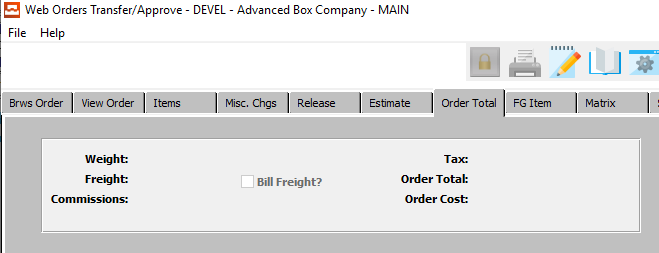 Web Orders Transfer/Approve - DEVEL - Advanced Box Company - MAIN
File Help
Brws Order View Order Items Misc. Chgs Release Estimate Order Total FG Item Matrix
Weight: Tax:
Freight: Bill Freight? Order Total:
Commissions: Order Cost: